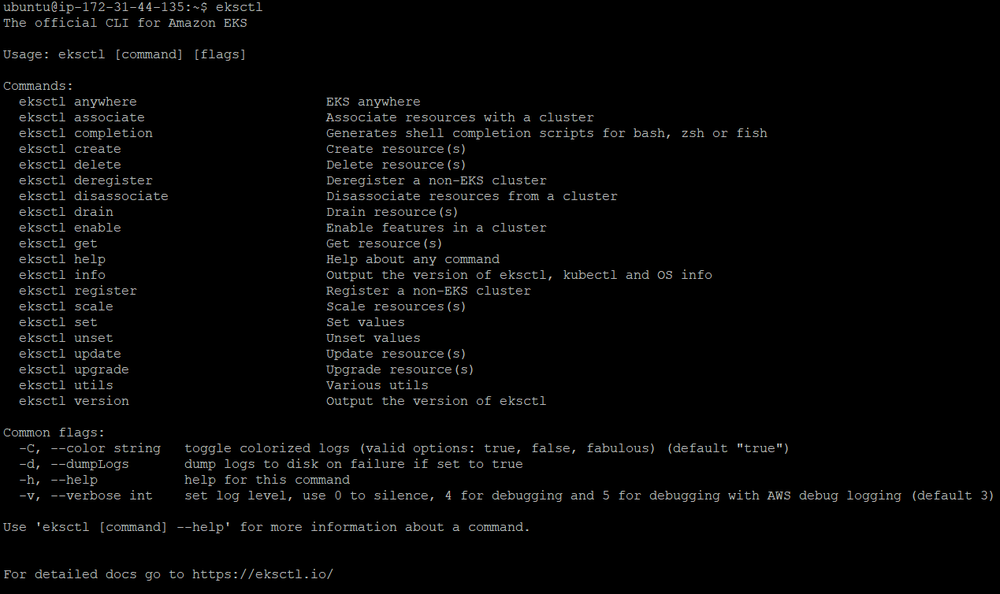 ubuntu@ip-172-31-44-135:~$ eksctl
The official CLI for Amazon EKS

Usage: eksctl [command] [flags]

Commands:
  eksctl anywhere                        EKS anywhere
  eksctl associate                       Associate resources with a cluster
  eksctl completion                      Generates shell completion scripts for bash, zsh or fish
  eksctl create                          Create resource(s)
  eksctl delete                          Delete resource(s)
  eksctl deregister                      Deregister a non-EKS cluster
  eksctl disassociate                    Disassociate resources from a cluster
  eksctl drain                           Drain resource(s)
  eksctl enable                          Enable features in a cluster
  eksctl get                             Get resource(s)
  eksctl help                            Help about any command
  eksctl info                            Output the version of eksctl, kubectl and OS info
  eksctl register                        Register a non-EKS cluster
  eksctl scale                           Scale resources(s)
  eksctl set                             Set values
  eksctl unset                           Unset values
  eksctl update                          Update resource(s)
  eksctl upgrade                         Upgrade resource(s)
  eksctl utils                           Various utils
  eksctl version                         Output the version of eksctl

Common flags:
  -C, --color string   toggle colorized logs (valid options: true, false, fabulous) (default "true")
  -d, --dumpLogs       dump logs to disk on failure if set to true
  -h, --help           help for this command
  -v, --verbose int    set log level, use 0 to silence, 4 for debugging and 5 for debugging with AWS debug logging (default 3)

Use 'eksctl [command] --help' for more information about a command.


For detailed docs go to https://eksctl.io/